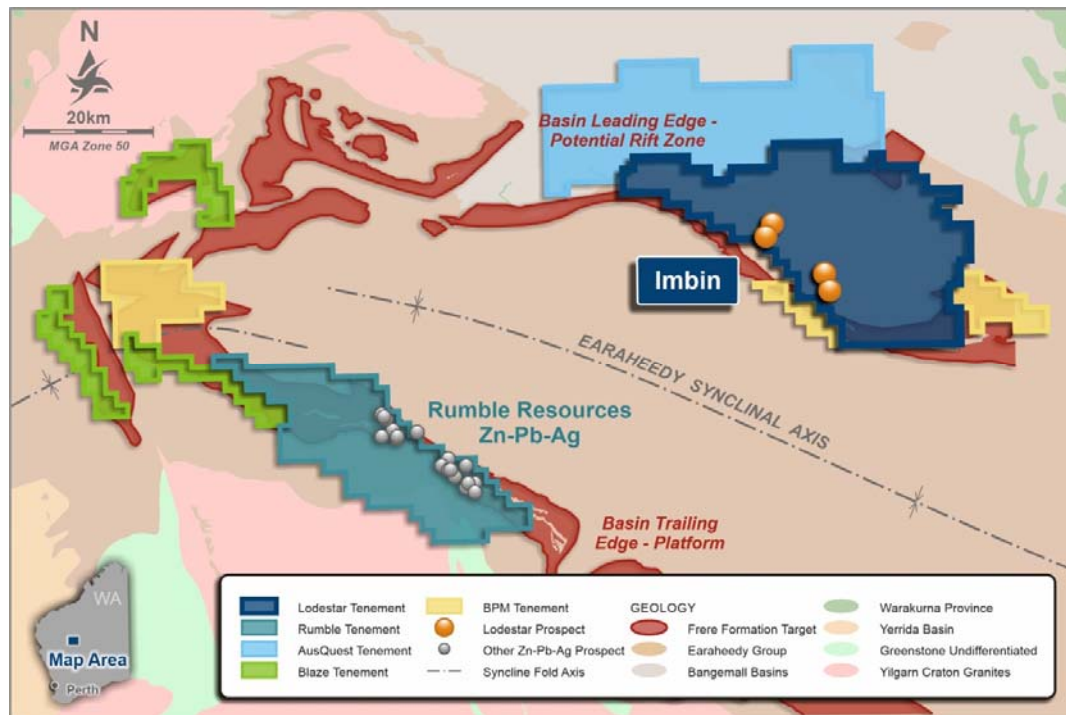 N
20km
MGA Zone 50
Basin Leading Edge -
Potential Rift Zone
Imbin
EARAHEEDY SYNCLINAL AXIS
Rumble Resources
Zn-Pb-Ag
Basin Trailing
Edge - Platform
WA
Map Area
Perth
Lodestar Tenement
Rumble Tenement
AusQuest Tenement
Blaze Tenement
BPM Tenement
Lodestar Prospect
Other Zn-Pb-Ag Prospect
Syncline Fold Axis
GEOLOGY
Frere Formation Target
Earaheedy Group
Bangemall Basins
Warakurna Province
Yerrida Basin
Greenstone Undifferentiated
Yilgarn Craton Granites